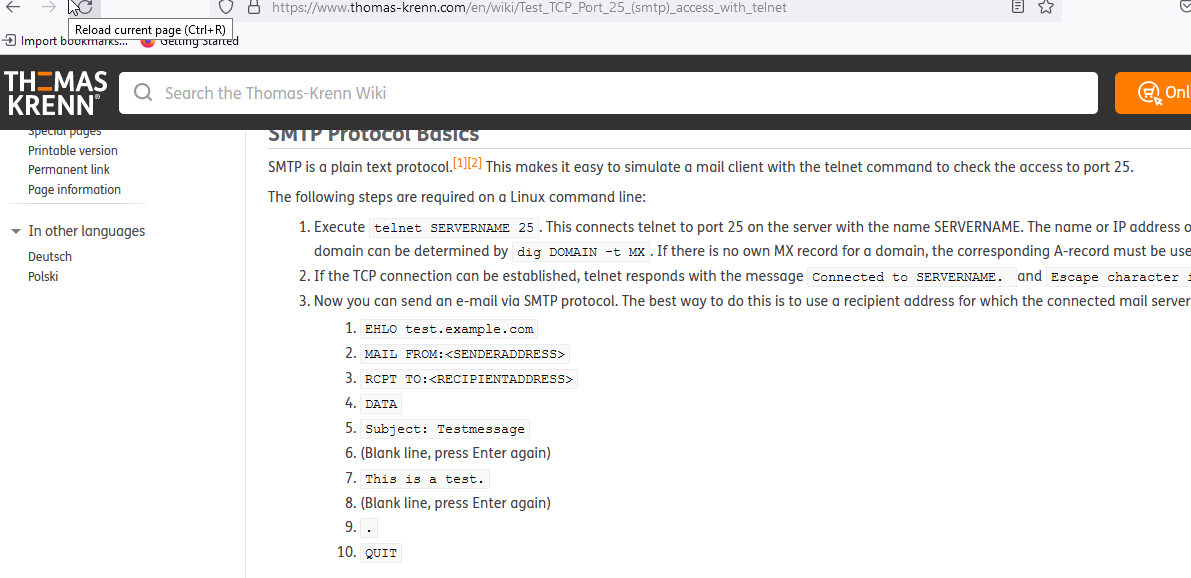 https://www.thomas-krenn.com/en/wiki/Test_TCP_Port_25_(smtp)_access_with_telnet
Reload current page (Ctrl+R)
Import bookmarks... Getting Started
THOMAS
KRENN®
Search the Thomas-Krenn Wiki
Onl
Special pages
Printable version
Permanent link
Page information
In other languages
Deutsch
Polski
SMTP Protocol Basics
SMTP is a plain text protocol.[1][2] This makes it easy to simulate a mail client with the telnet command to check the access to port 25.
The following steps are required on a Linux command line:
1. Execute telnet SERVERNAME 25. This connects telnet to port 25 on the server with the name SERVERNAME. The name or IP address o
domain can be determined by dig DOMAIN -t MX. If there is no own MX record for a domain, the corresponding A-record must be use
2. If the TCP connection can be established, telnet responds with the message Connected to SERVERNAME. and Escape character i
3. Now you can send an e-mail via SMTP protocol. The best way to do this is to use a recipient address for which the connected mail server
1. EHLO test.example.com
2. MAIL FROM:<SENDERADDRESS>
3. RCPT TO:<RECIPIENTADDRESS>
4. DATA
5. Subject: Testmessage
6. (Blank line, press Enter again)
7. This is a test.
8. (Blank line, press Enter again)
9. .
10. QUIT